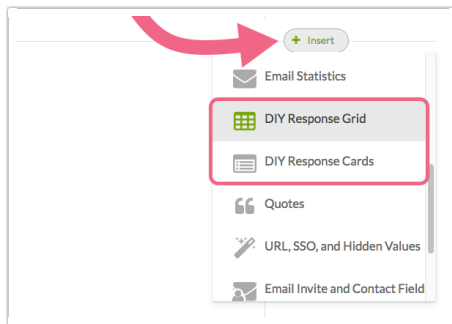 + Insert
Email Statistics
DIY Response Grid
DIY Response Cards
Quotes
URL, SSO, and Hidden Values
Email Invite and Contact Field